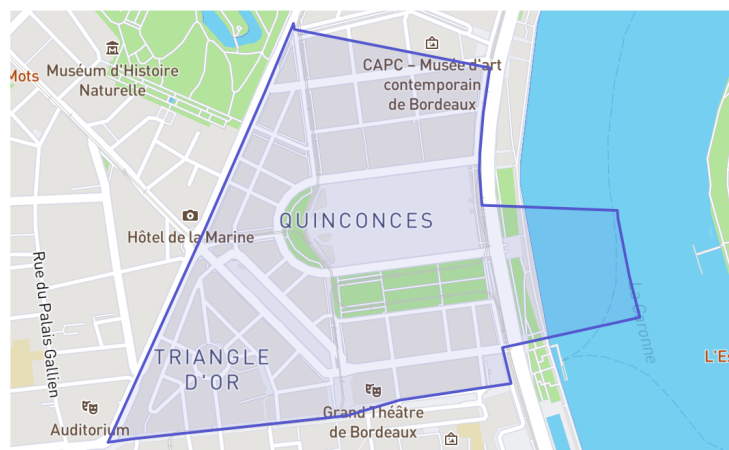 CAPC – Musée d'art
contemporain
de Bordeaux
Muséum d'Histoire
Naturelle
Mots
QUINCONCES
Hôtel de la Marine
Rue du Palais Gallien
La Garonne
TRIANGLE
D'OR
L'Es
Grand Théâtre
de Bordeaux
Auditorium